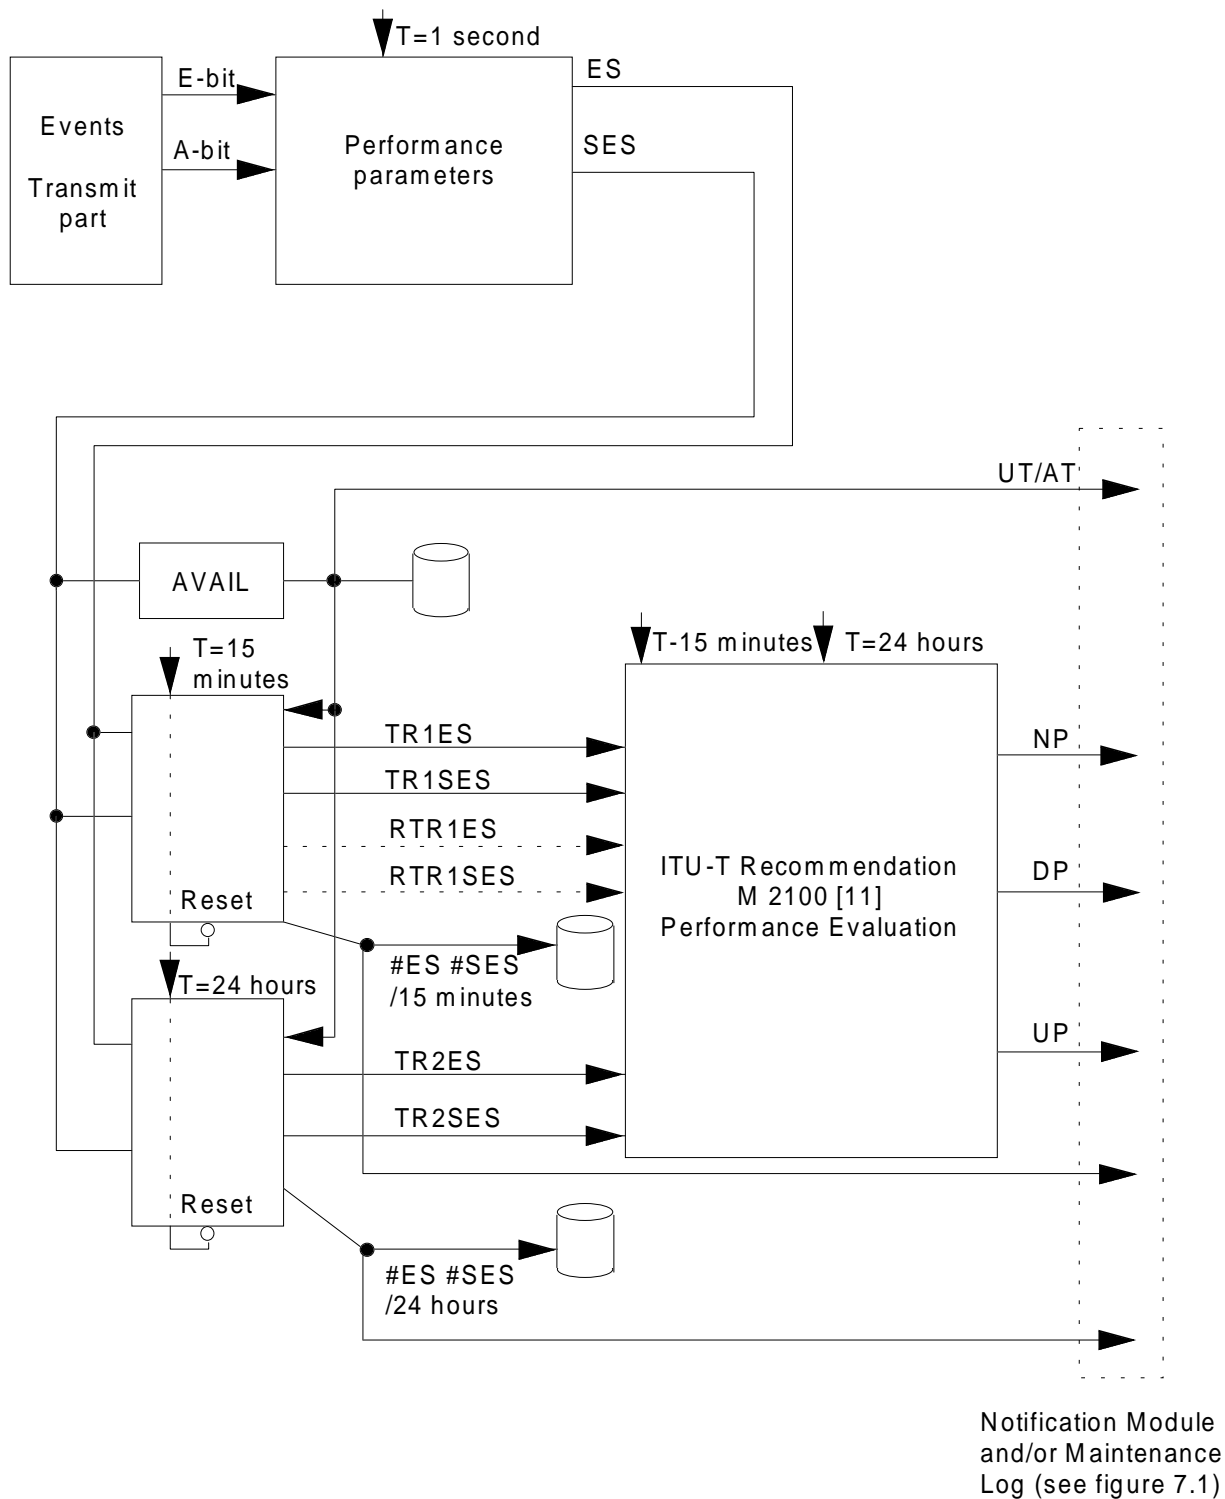 T=1 second
E-bit
ES
Events
A-bit
Performance
parameters
SES
Transmit
part
UT/AT
AVAIL
T=15
minutes
T-15 minutes
T=24 hours
TR1ES
NP
TR1SES
RTR1ES
RTR1SES
ITU-T Recommendation
M 2100 [11]
Performance Evaluation
DP
Reset
#ES #SES
/15 minutes
T=24 hours
UP
TR2ES
TR2SES
Reset
#ES #SES
/24 hours
Notification Module
and/or Maintenance
Log (see figure 7.1)